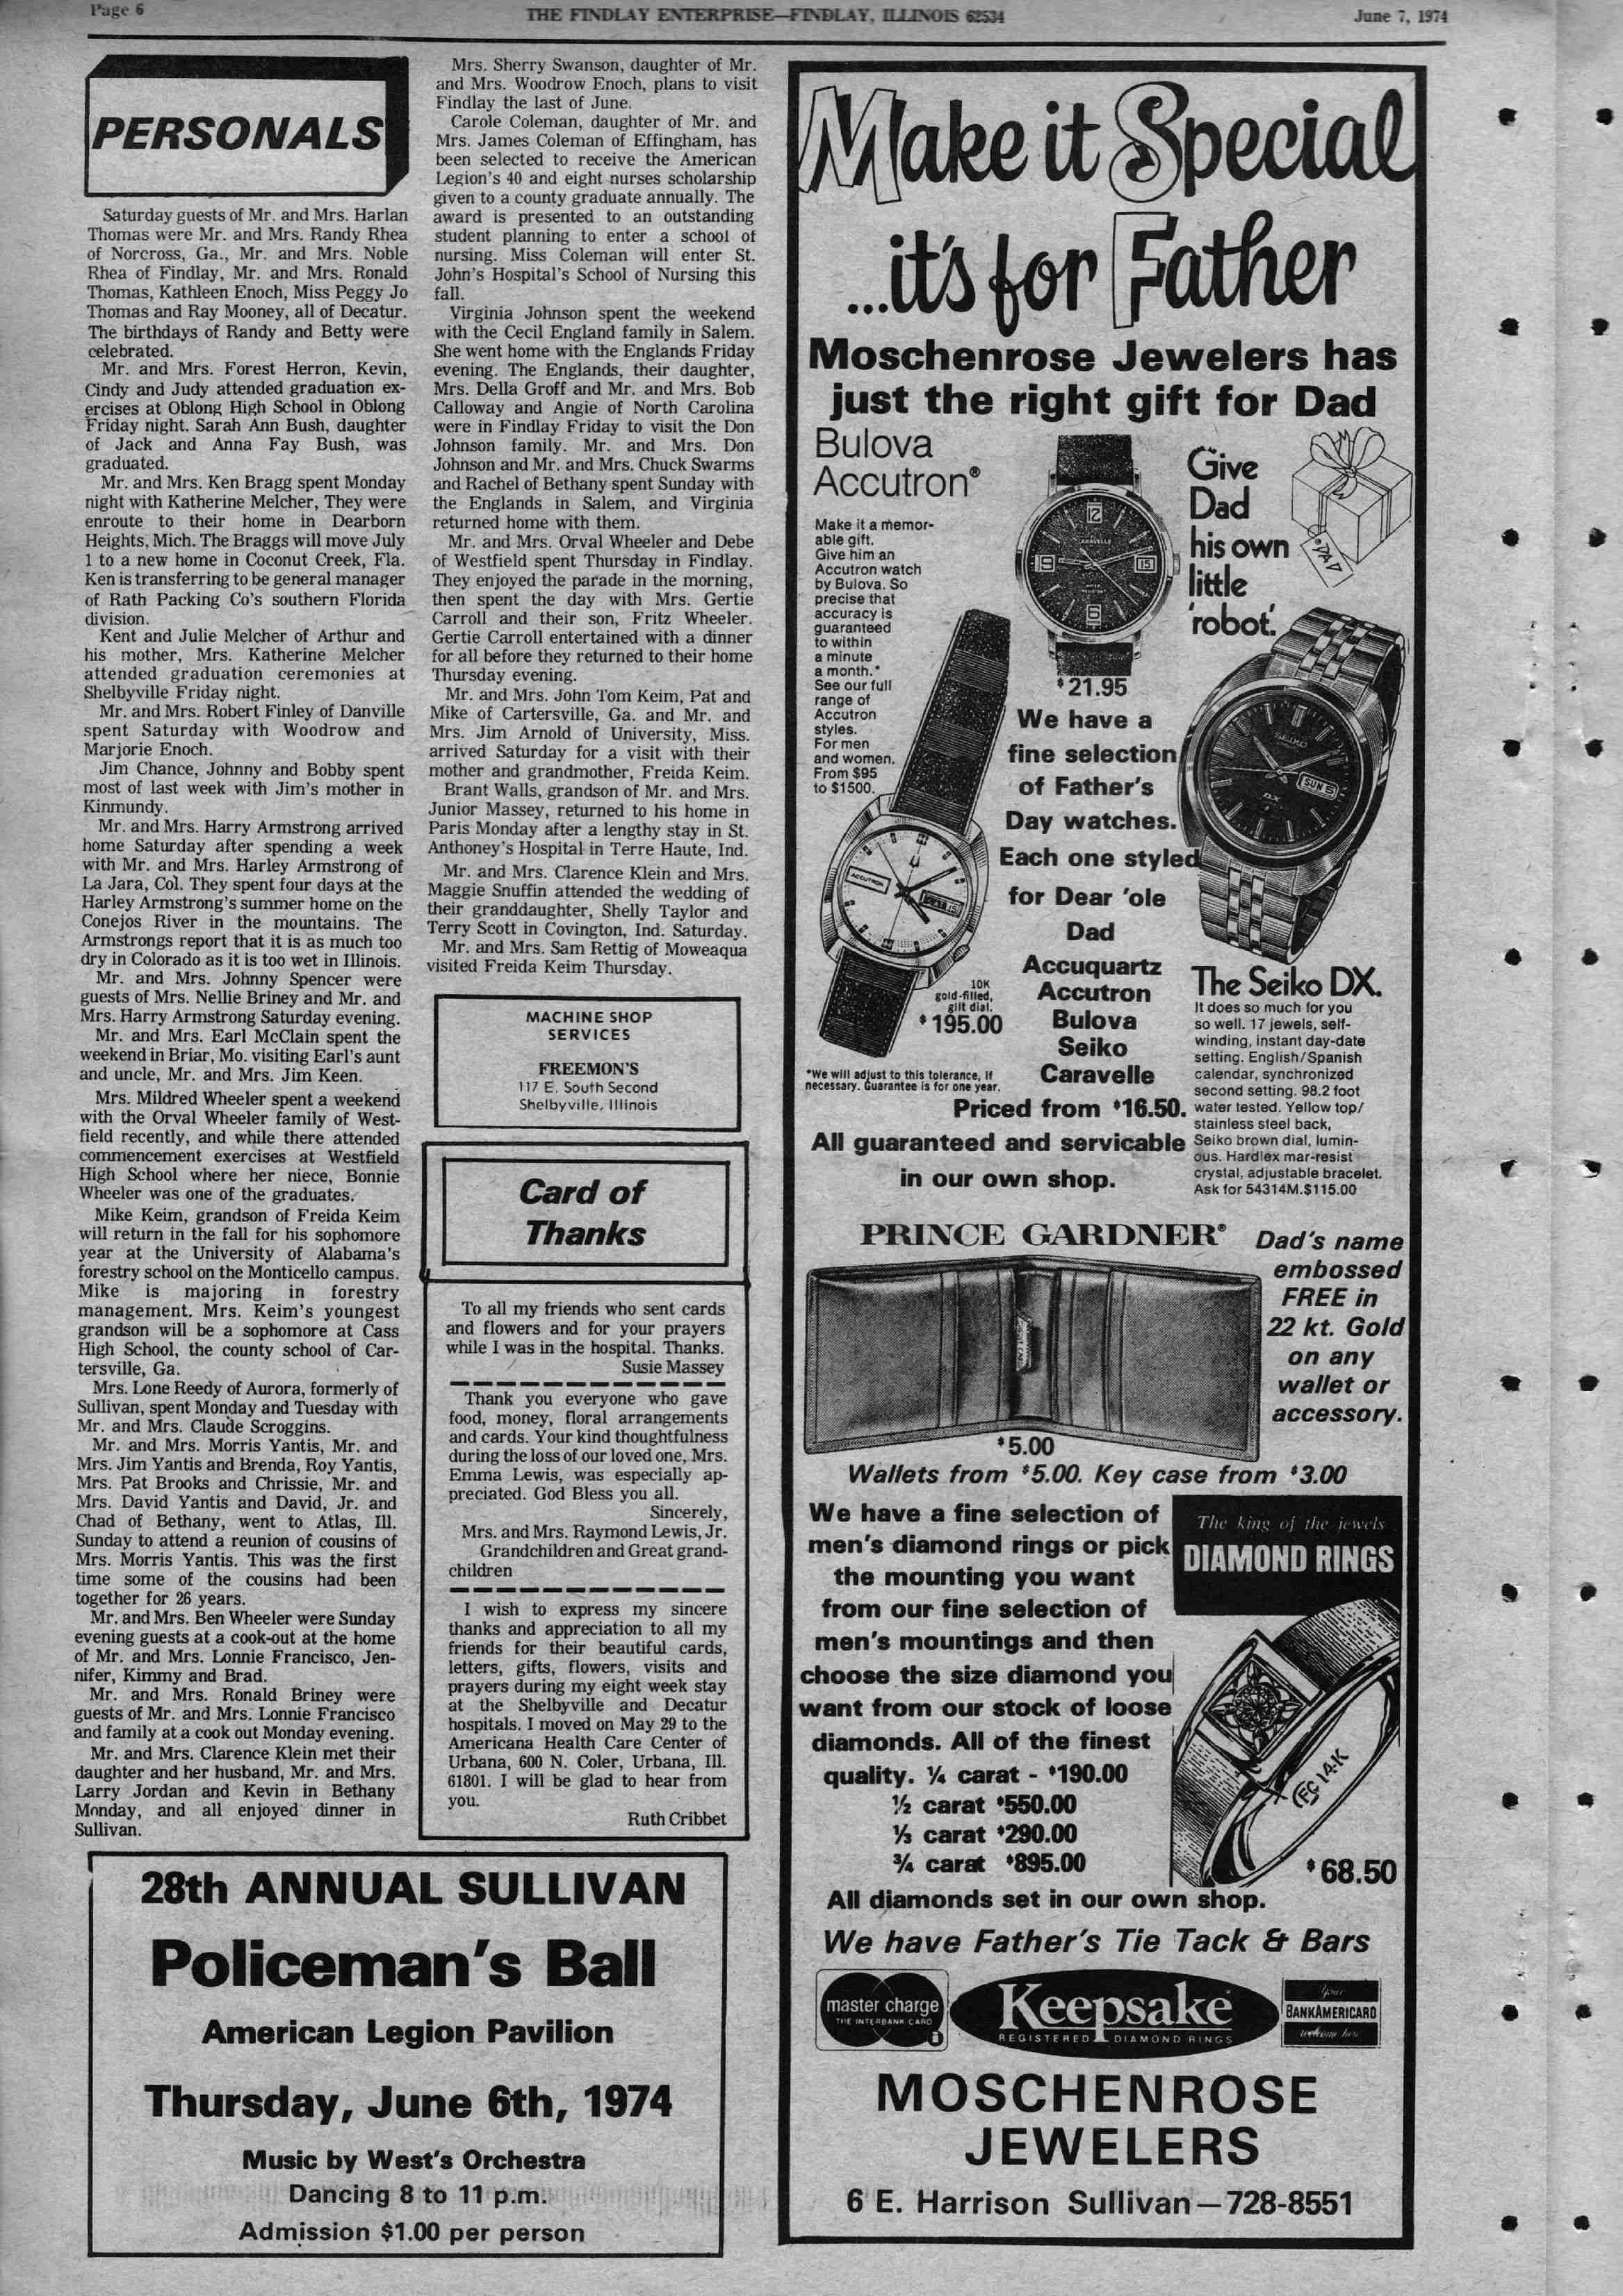 Page 6
THE FINDLAY ENTERPRISE—FINDLAY, ILLINOIS 62534
June 7, 1974
PERSONALS
Saturday guests of Mr. and Mrs. Harlan
Thomas were Mr. and Mrs. Randy Rhea
of Norcross, Ga., Mr. and Mrs. Noble
Rhea of Findlay, Mr. and Mrs. Ronald
Thomas, Kathleen Enoch, Miss Peggy Jo
Thomas and Ray Mooney, all of Decatur.
The birthdays of Randy and Betty were
celebrated.
Mr. and Mrs. Forest Herron, Kevin,
Cindy and Judy attended graduation ex-
ercises at Oblong High School in Oblong
Friday night. Sarah Ann Bush, daughter
of Jack and Anna Fay Bush, was
graduated.
Mr. and Mrs. Ken Bragg spent Monday
night with Katherine Melcher, They were
enroute to their home in Dearborn
Heights, Mich. The Braggs will move July
1 to a new home in Coconut Creek, Fla.
Ken is transferring to be general manager
of Rath Packing Co's southern Florida
division.
Kent and Julie Melcher of Arthur and
his mother, Mrs. Katherine Melcher
attended graduation ceremonies at
Shelbyville Friday night.
Mr. and Mrs. Robert Finley of Danville
spent Saturday with Woodrow and
Marjorie Enoch.
Jim Chance, Johnny and Bobby spent
most of last week with Jim's mother in
Kinmundy.
Mr. and Mrs. Harry Armstrong arrived
home Saturday after spending a week
with Mr. and Mrs. Harley Armstrong of
La Jara, Col. They spent four days at the
Harley Armstrong's summer home on the
Conejos River in the mountains. The
Armstrongs report that it is as much too
dry in Colorado as it is too wet in Illinois.
Mr. and Mrs. Johnny Spencer were
guests of Mrs. Nellie Briney and Mr. and
Mrs. Harry Armstrong Saturday evening.
Mr. and Mrs. Earl McClain spent the
weekend in Briar, Mo. visiting Earl's aunt
and uncle, Mr. and Mrs. Jim Keen.
Mrs. Mildred Wheeler spent a weekend
with the Orval Wheeler family of West-
field recently, and while there attended
commencement exercises at Westfield
High School where her niece, Bonnie
Wheeler was one of the graduates.
Mike Keim, grandson of Freida Keim
will return in the fall for his sophomore
year at the University of Alabama's
forestry school on the Monticello campus.
Mike is majoring in forestry
management. Mrs. Keim's youngest
grandson will be a sophomore at Cass
High School, the county school of Car-
tersville, Ga.
Mrs. Lone Reedy of Aurora, formerly of
Sullivan, spent Monday and Tuesday with
Mr. and Mrs. Claude Scroggins.
Mr. and Mrs. Morris Yantis, Mr. and
Mrs. Jim Yantis and Brenda, Roy Yantis,
Mrs. Pat Brooks and Chrissie, Mr. and
Mrs. David Yantis and David, Jr. and
Chad of Bethany, went to Atlas, Ill.
Sunday to attend a reunion of cousins of
Mrs. Morris Yantis. This was the first
time some of the cousins had been
together for 26 years.
Mr. and Mrs. Ben Wheeler were Sunday
evening guests at a cook-out at the home
of Mr. and Mrs. Lonnie Francisco, Jen-
nifer, Kimmy and Brad.
Mr. and Mrs. Ronald Briney were
guests of Mr. and Mrs. Lonnie Francisco
and family at a cook out Monday evening.
Mr. and Mrs. Clarence Klein met their
daughter and her husband, Mr. and Mrs.
Larry Jordan and Kevin in Bethany
Monday, and all enjoyed dinner in
Sullivan.
Mrs. Sherry Swanson, daughter of Mr.
and Mrs. Woodrow Enoch, plans to visit
Findlay the last of June.
Carole Coleman, daughter of Mr. and
Mrs. James Coleman of Effingham, has
been selected to receive the American
Legion's 40 and eight nurses scholarship
given to a county graduate annually. The
award is presented to an outstanding
student planning to enter a school of
nursing. Miss Coleman will enter St.
John's Hospital's School of Nursing this
fall.
Virginia Johnson spent the weekend
with the Cecil England family in Salem.
She went home with the Englands Friday
evening. The Englands, their daughter,
Mrs. Della Groff and Mr. and Mrs. Bob
Calloway and Angie of North Carolina
were in Findlay Friday to visit the Don
Johnson family. Mr. and Mrs. Don
Johnson and Mr. and Mrs. Chuck Swarms
and Rachel of Bethany spent Sunday with
the Englands in Salem, and Virginia
returned home with them.
Mr. and Mrs. Orval Wheeler and Debe
of Westfield spent Thursday in Findlay.
They enjoyed the parade in the morning,
then spent the day with Mrs. Gertie
Carroll and their son, Fritz Wheeler.
Gertie Carroll entertained with a dinner
for all before they returned to their home
Thursday evening.
Mr. and Mrs. John Tom Keim, Pat and
Mike of Cartersville, Ga. and Mr. and
Mrs. Jim Arnold of University, Miss.
arrived Saturday for a visit with their
mother and grandmother, Freida Keim.
Brant Walls, grandson of Mr. and Mrs.
Junior Massey, returned to his home in
Paris Monday after a lengthy stay in St.
Anthoney's Hospital in Terre Haute, Ind.
Mr. and Mrs. Clarence Klein and Mrs.
Maggie Snuffin attended the wedding of
their granddaughter, Shelly Taylor and
Terry Scott in Covington, Ind. Saturday.
Mr. and Mrs. Sam Rettig of Moweaqua
visited Freida Keim Thursday.
MACHINE SHOP
SERVICES
FREEMON'S
117 E. South Second
Shelbyville, Illinois
Card of
Thanks
To all my friends who sent cards
and flowers and for your prayers
while I was in the hospital. Thanks.
Susie Massey
Thank you everyone who gave
food, money, floral arrangements
and cards. Your kind thoughtfulness
during the loss of our loved one, Mrs.
Emma Lewis, was especially ap-
preciated. God Bless you all.
Sincerely,
Mrs. and Mrs. Raymond Lewis, Jr.
Grandchildren and Great grand-
children
I wish to express my sincere
thanks and appreciation to all my
friends for their beautiful cards,
letters, gifts, flowers, visits and
prayers during my eight week stay
at the Shelbyville and Decatur
hospitals. I moved on May 29 to the
Americana Health Care Center of
Urbana, 600 N. Coler, Urbana, Ill.
61801. I will be glad to hear from
you.
Ruth Cribbet
28th ANNUAL SULLIVAN
Policeman's Ball
American Legion Pavilion
Thursday, June 6th, 1974
Music by West's Orchestra
Dancing 8 to 11 p.m.
Admission $1.00 per person
Make it Special
...it's for Father
Moschenrose Jewelers has
just the right gift for Dad
Bulova
Accutron®
Make it a memor-
able gift.
Give him an
Accutron watch
by Bulova. So
precise that
accuracy is
guaranteed
to within
a minute
a month.*
See our full
range of
Accutron
styles.
For men
and women.
From $95
to $1500.
ACCUTRON
10K
gold-filled,
gilt dial.
$195.00
*We will adjust to this tolerance, if
necessary. Guarantee is for one year.
12
CARAVELLE
9
15
6
$21.95
We have a
fine selection
of Father's
Day watches.
Each one styled
for Dear 'ole
Dad
Accuquartz
Accutron
Bulova
Seiko
Caravelle
Priced from $16.50.
All guaranteed and servicable
in our own shop.
Give
Dad
his own
little
'robot'.
DAD
SEIKO
SUN 5
DX
The Seiko DX.
It does so much for you
so well. 17 jewels, self-
winding, instant day-date
setting. English/Spanish
calendar, synchronized
second setting. 98.2 foot
water tested. Yellow top/
stainless steel back,
Seiko brown dial, lumin-
ous. Hardlex mar-resist
crystal, adjustable bracelet.
Ask for 54314M.$115.00
PRINCE GARDNER®
Dad's name
embossed
FREE in
22 kt. Gold
on any
wallet or
accessory.
$5.00
Wallets from $5.00. Key case from $3.00
We have a fine selection of
men's diamond rings or pick
the mounting you want
from our fine selection of
men's mountings and then
choose the size diamond you
want from our stock of loose
diamonds. All of the finest
quality. ¼ carat - $190.00
½ carat $550.00
⅓ carat $290.00
¾ carat $895.00
The king of the jewels
DIAMOND RINGS
14-K
$68.50
All diamonds set in our own shop.
We have Father's Tie Tack & Bars
master charge
THE INTERBANK CARD
i
Keepsake
REGISTERED DIAMOND RINGS
Your
BANKAMERICARD
welcome here
MOSCHENROSE
JEWELERS
6 E. Harrison Sullivan—728-8551